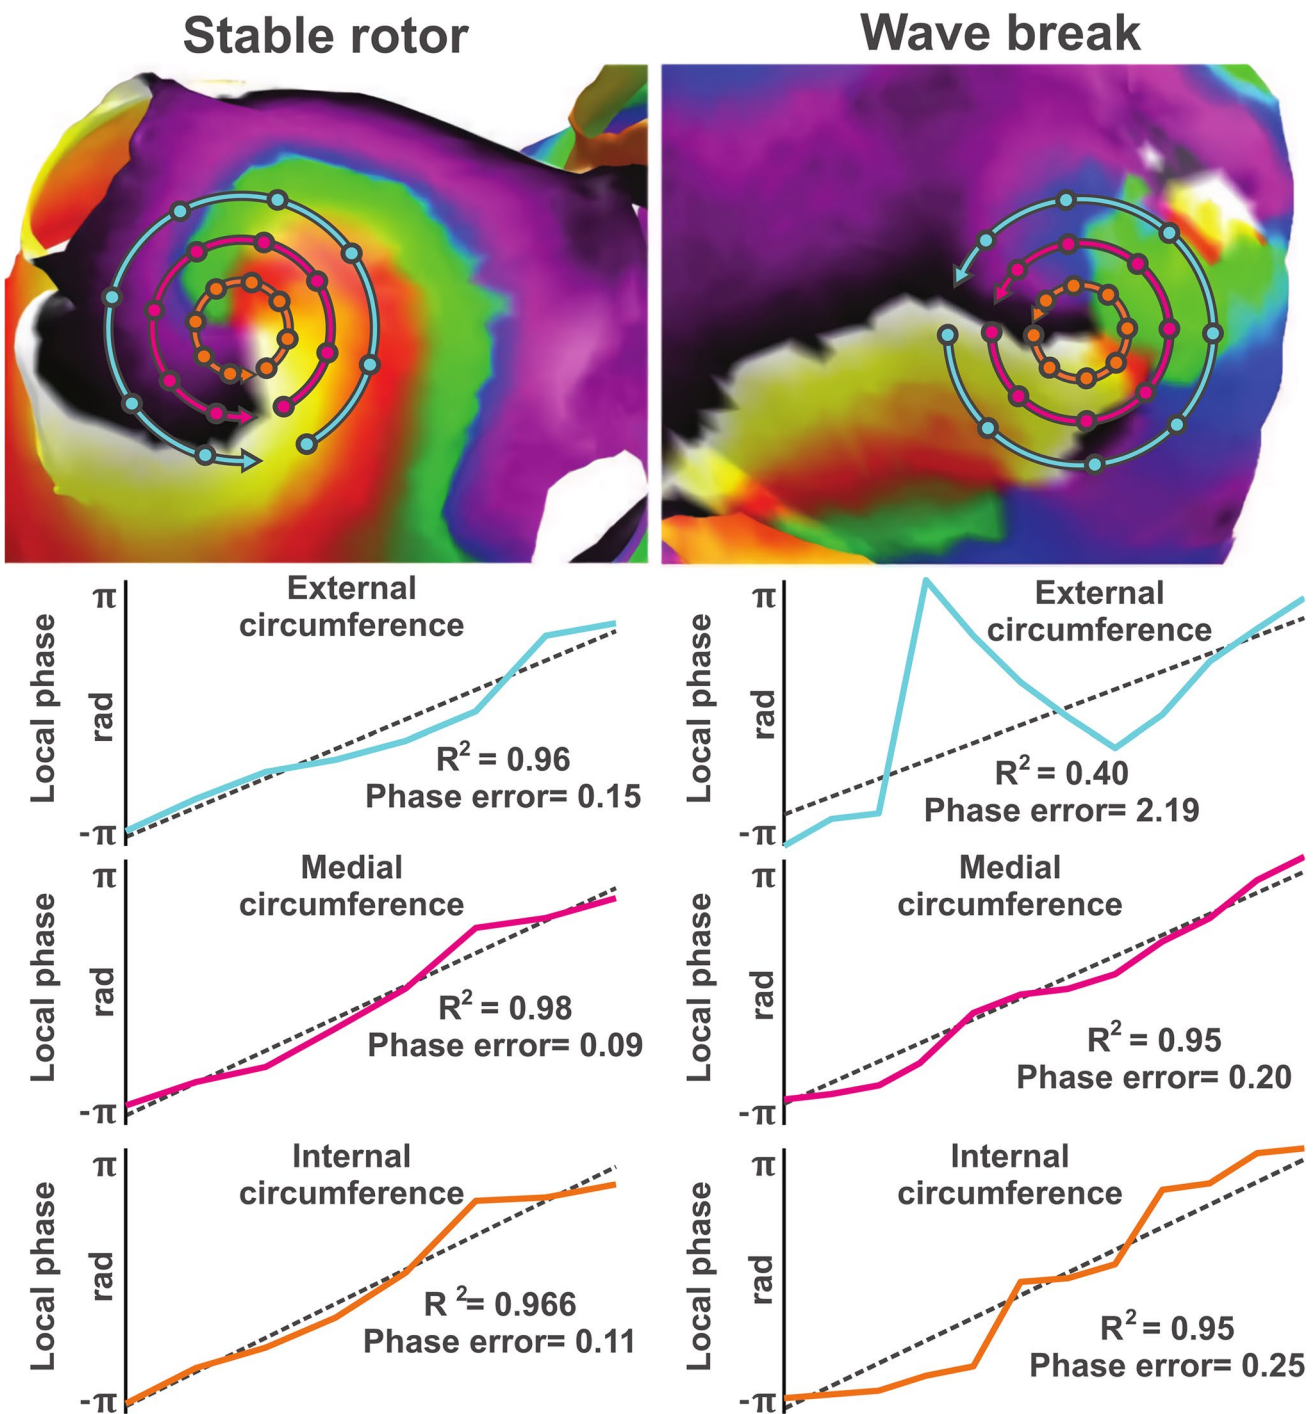 Stable rotor
Wave break
External
circumference
π
Local phase
rad
-π
R2 = 0.96
Phase error= 0.15
External
circumference
π
Local phase
rad
-π
R2 = 0.40
Phase error= 2.19
Medial
circumference
π
Local phase
rad
-π
R2 = 0.98
Phase error= 0.09
Medial
circumference
π
Local phase
rad
-π
R2 = 0.95
Phase error= 0.20
Internal
circumference
π
Local phase
rad
-π
R 2= 0.966
Phase error= 0.11
Internal
circumference
π
Local phase
rad
-π
R2 = 0.95
Phase error= 0.25